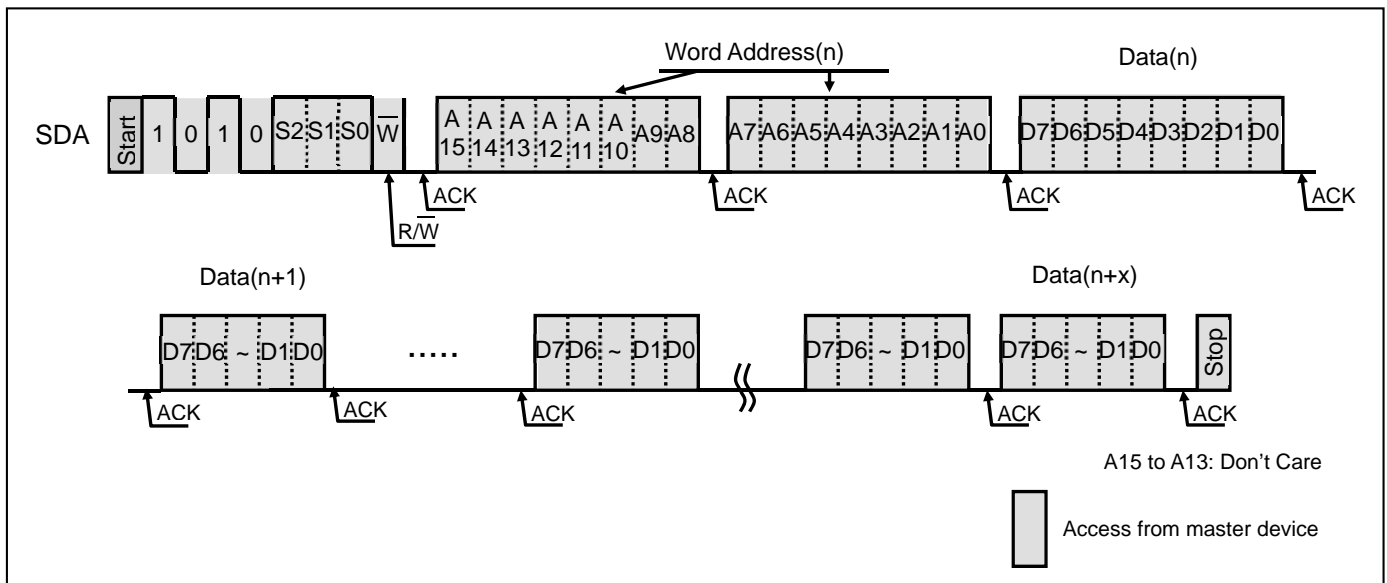 Word Address(n)
Data(n)
SDA Start 1 0 1 0 S2 S1 S0 W̅ A15 A14 A13 A12 A11 A10 A9 A8 A7 A6 A5 A4 A3 A2 A1 A0 D7 D6 D5 D4 D3 D2 D1 D0
ACK ACK ACK ACK
R/W̅
Data(n+1) Data(n+x)
D7 D6 ~ D1 D0 ..... D7 D6 ~ D1 D0 D7 D6 ~ D1 D0 D7 D6 ~ D1 D0 Stop
ACK ACK ACK ACK ACK
A15 to A13: Don't Care
Access from master device